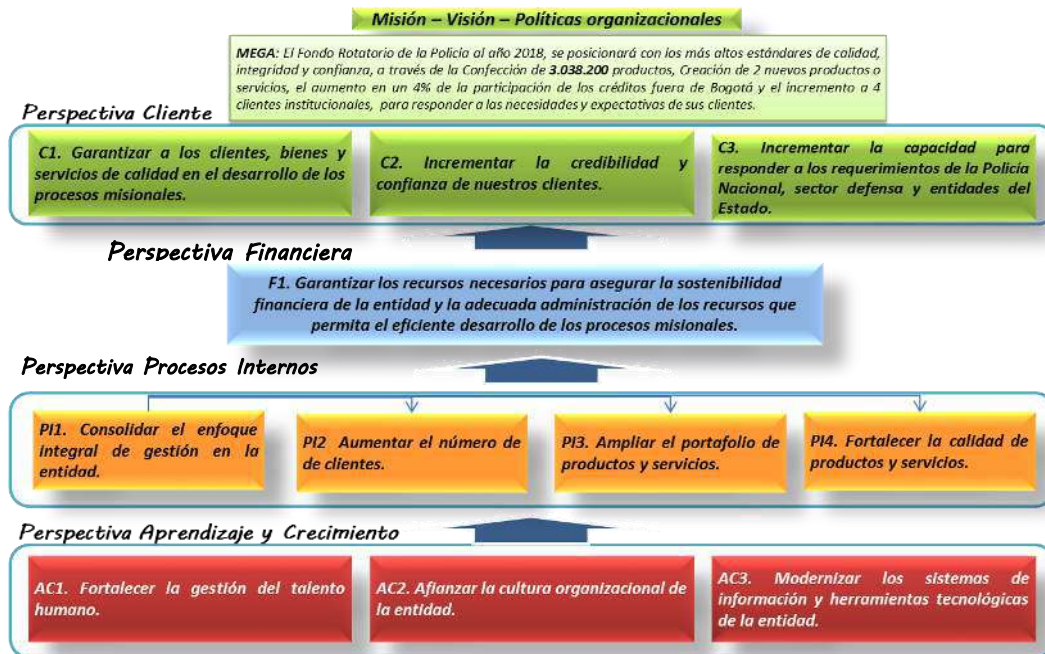 Misión – Visión – Políticas organizacionales
MEGA: El Fondo Rotatorio de la Policía al año 2018, se posicionará con los más altos estándares de calidad,
integridad y confianza, a través de la Confección de 3.038.200 productos, Creación de 2 nuevos productos o
servicios, el aumento en un 4% de la participación de los créditos fuera de Bogotá y el incremento a 4
clientes institucionales, para responder a las necesidades y expectativas de sus clientes.
Perspectiva Cliente
C1. Garantizar a los clientes, bienes y
servicios de calidad en el desarrollo de los
procesos misionales.
C2. Incrementar la credibilidad y
confianza de nuestros clientes.
C3. Incrementar la capacidad para
responder a los requerimientos de la Policía
Nacional, sector defensa y entidades del
Estado.
Perspectiva Financiera
F1. Garantizar los recursos necesarios para asegurar la sostenibilidad
financiera de la entidad y la adecuada administración de los recursos que
permita el eficiente desarrollo de los procesos misionales.
Perspectiva Procesos Internos
PI1. Consolidar el enfoque
integral de gestión en la
entidad.
PI2 Aumentar el número de
de clientes.
PI3. Ampliar el portafolio de
productos y servicios.
PI4. Fortalecer la calidad de
productos y servicios.
Perspectiva Aprendizaje y Crecimiento
AC1. Fortalecer la gestión del talento
humano.
AC2. Afianzar la cultura organizacional de
la entidad.
AC3. Modernizar los sistemas de
información y herramientas tecnológicas
de la entidad.